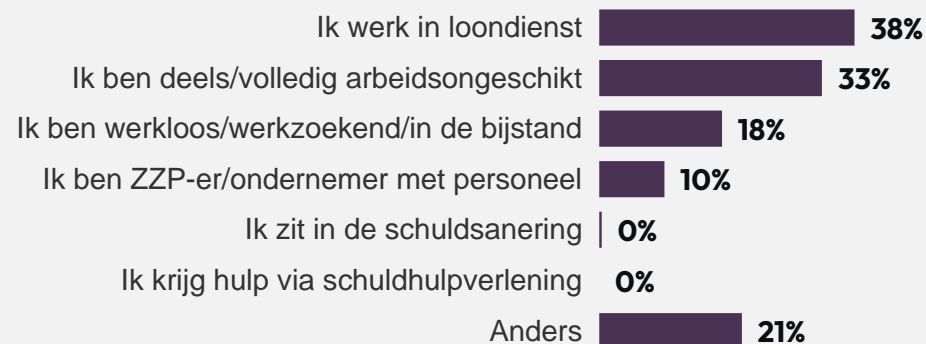 Ik werk in loondienst 38%
Ik ben deels/volledig arbeidsongeschikt 33%
Ik ben werkloos/werkzoekend/in de bijstand 18%
Ik ben ZZP-er/ondernemer met personeel 10%
Ik zit in de schuldsanering 0%
Ik krijg hulp via schuldhulpverlening 0%
Anders 21%